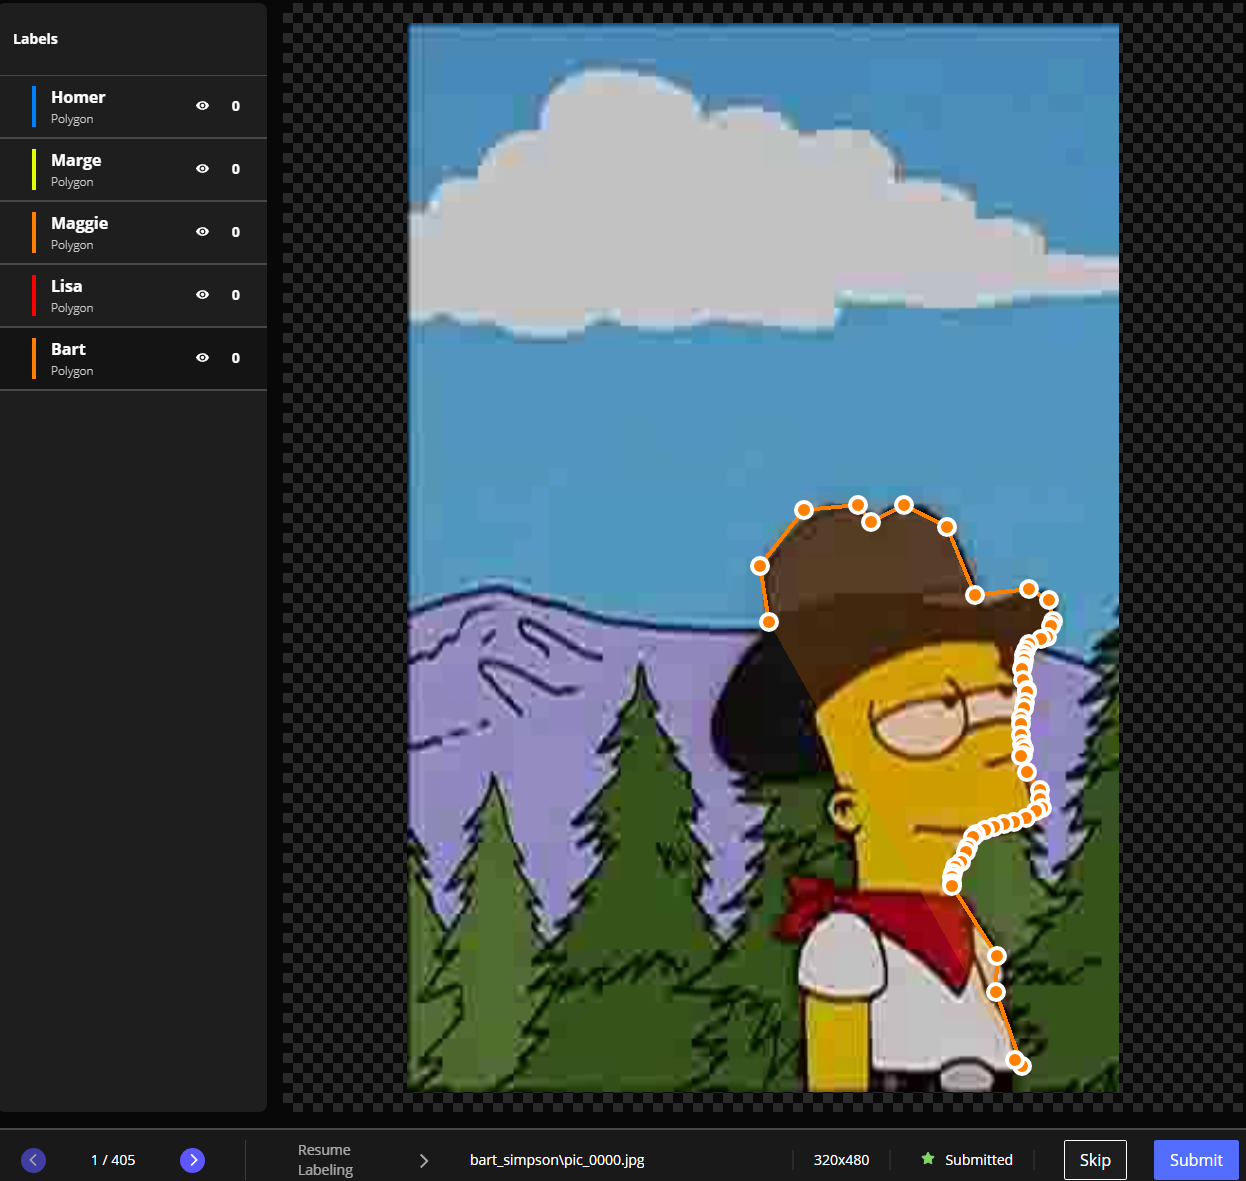 Labels
Homer
Polygon
0
Marge
Polygon
0
Maggie
Polygon
0
Lisa
Polygon
0
Bart
Polygon
0
1 / 405
Resume
Labeling
bart_simpson\pic_0000.jpg
320x480
Submitted
Skip
Submit